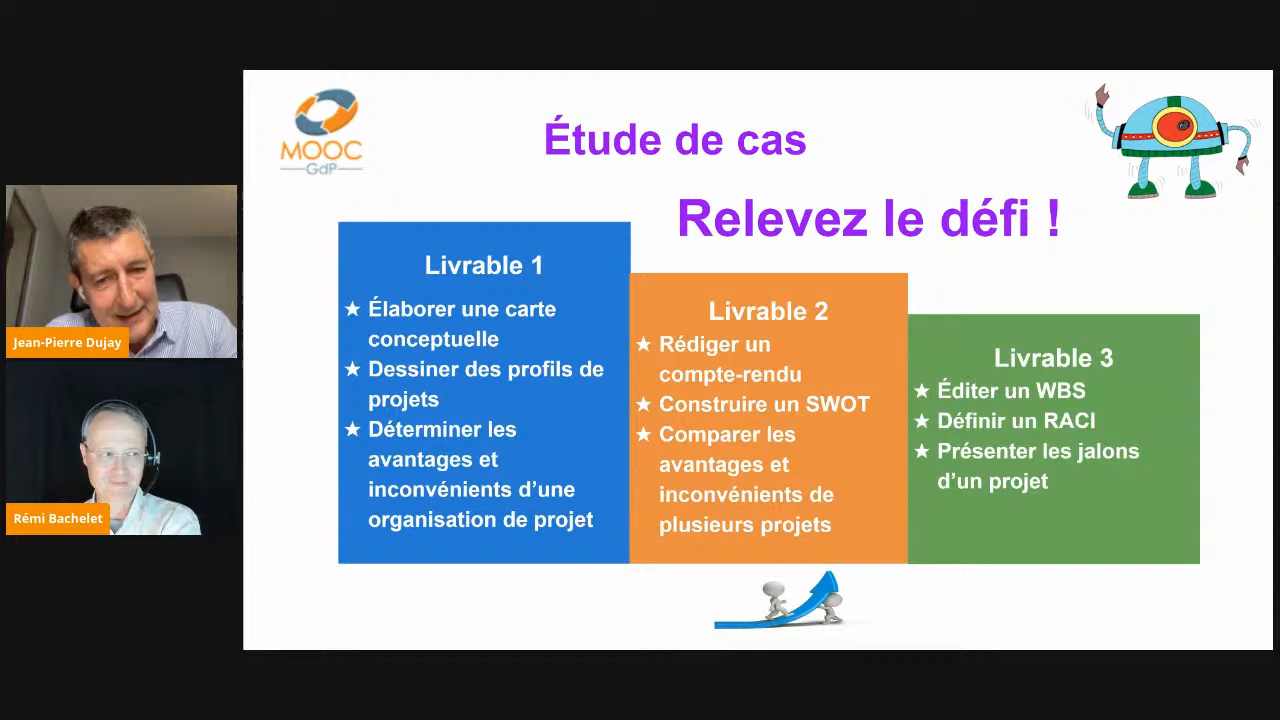 MOOC
GdP
Étude de cas
Relevez le défi !
Livrable 1
★ Élaborer une carte
conceptuelle
★ Dessiner des profils de
projets
★ Déterminer les
avantages et
inconvénients d’une
organisation de projet
Livrable 2
★ Rédiger un
compte-rendu
★ Construire un SWOT
★ Comparer les
avantages et
inconvénients de
plusieurs projets
Livrable 3
★ Éditer un WBS
★ Définir un RACI
★ Présenter les jalons
d’un projet
Jean-Pierre Dujay
Rémi Bachelet